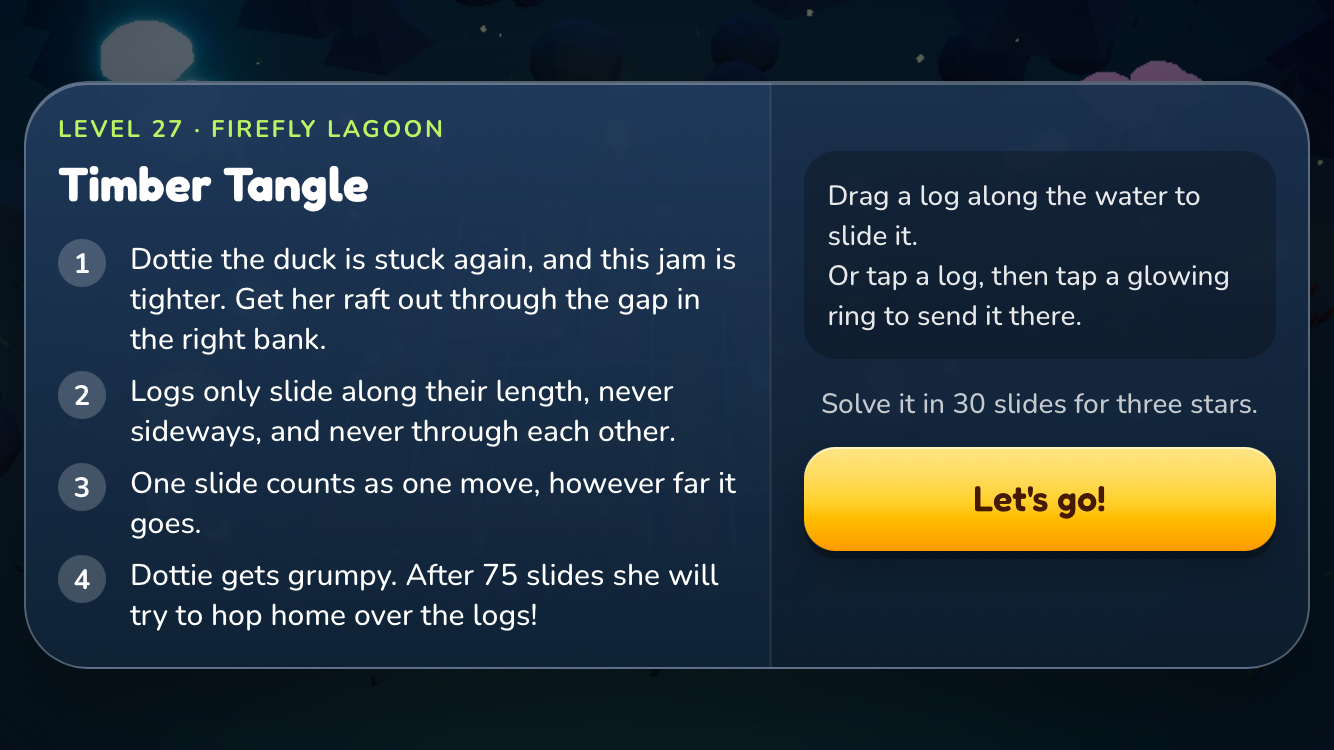 LEVEL 27 · FIREFLY LAGOON
Timber Tangle
1 Dottie the duck is stuck again, and this jam is
tighter. Get her raft out through the gap in
the right bank.
2 Logs only slide along their length, never
sideways, and never through each other.
3 One slide counts as one move, however far it
goes.
4 Dottie gets grumpy. After 75 slides she will
try to hop home over the logs!
Drag a log along the water to
slide it.
Or tap a log, then tap a glowing
ring to send it there.
Solve it in 30 slides for three stars.
Let's go!